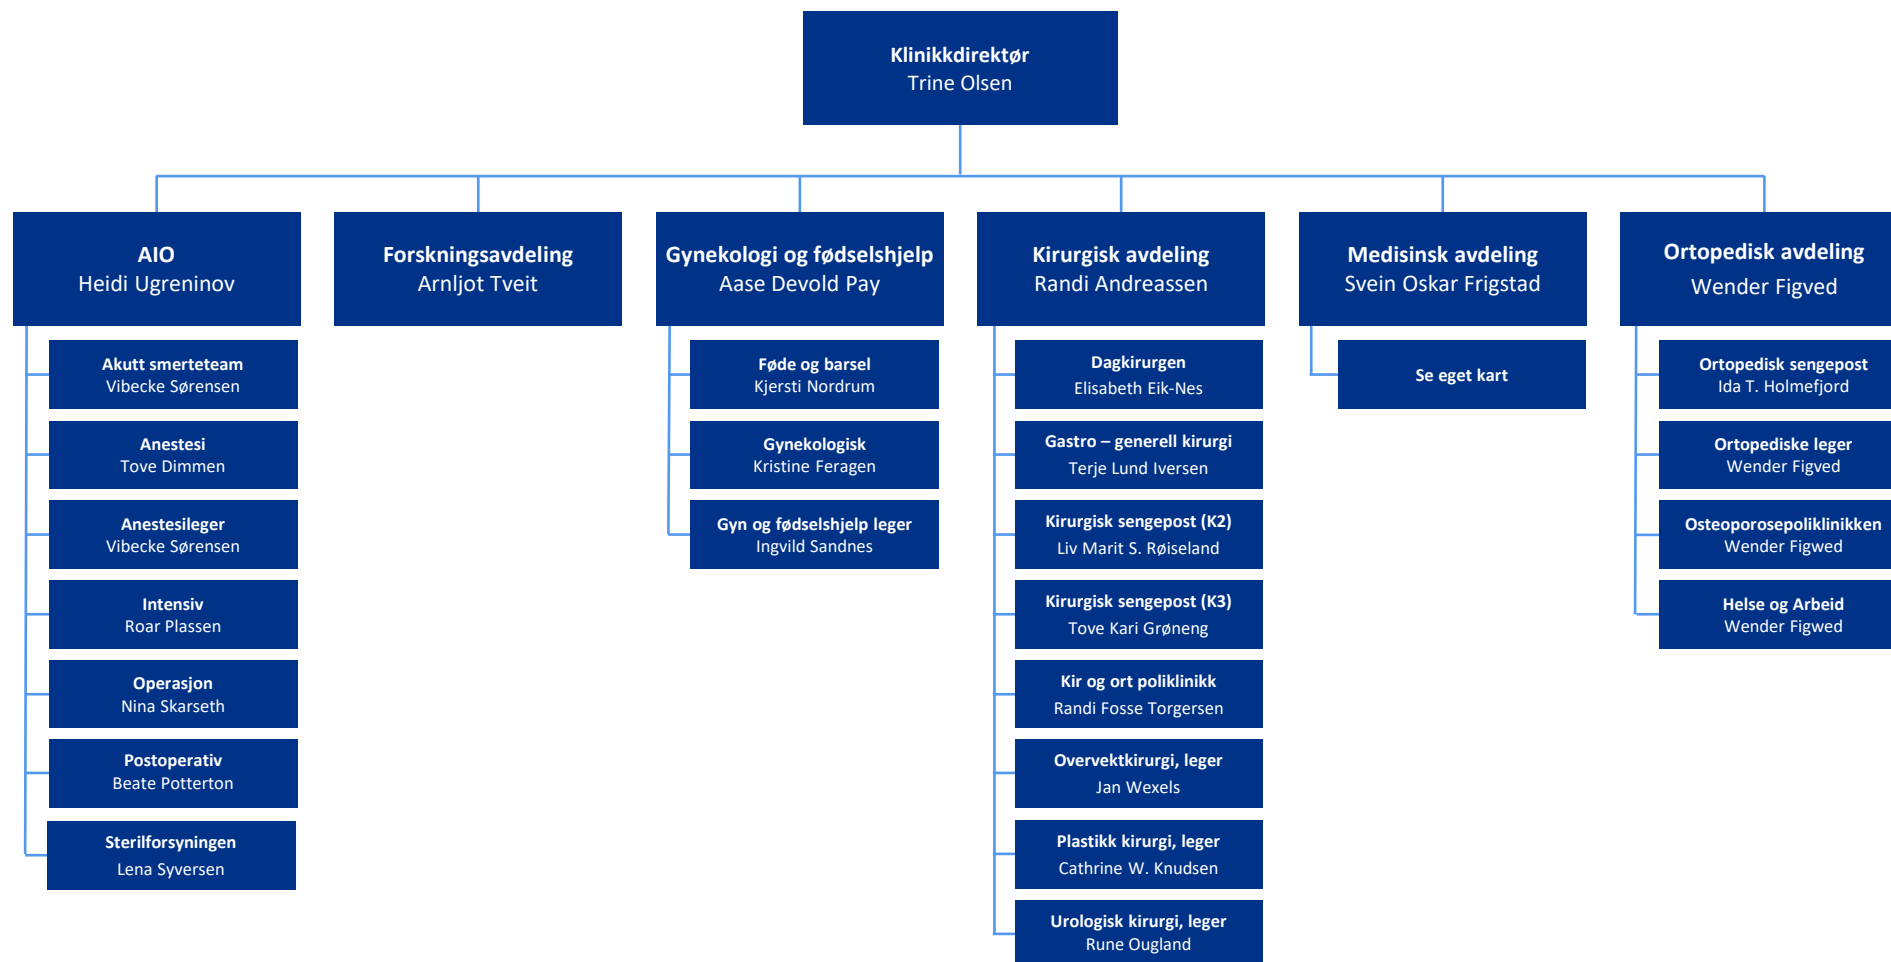 Klinikkdirektør
Trine Olsen
AIO
Heidi Ugreninov
Akutt smerteteam
Vibecke Sørensen
Anestesi
Tove Dimmen
Anestesileger
Vibecke Sørensen
Intensiv
Roar Plassen
Operasjon
Nina Skarseth
Postoperativ
Beate Potterton
Sterilforsyningen
Lena Syversen
Forskningsavdeling
Arnljot Tveit
Gynekologi og fødselshjelp
Aase Devold Pay
Føde og barsel
Kjersti Nordrum
Gynekologisk
Kristine Feragen
Gyn og fødselshjelp leger
Ingvild Sandnes
Kirurgisk avdeling
Randi Andreassen
Dagkirurgen
Elisabeth Eik-Nes
Gastro – generell kirurgi
Terje Lund Iversen
Kirurgisk sengepost (K2)
Liv Marit S. Røiseland
Kirurgisk sengepost (K3)
Tove Kari Grøneng
Kir og ort poliklinikk
Randi Fosse Torgersen
Overvektkirurgi, leger
Jan Wexels
Plastikk kirurgi, leger
Cathrine W. Knudsen
Urologisk kirurgi, leger
Rune Ougland
Medisinsk avdeling
Svein Oskar Frigstad
Se eget kart
Ortopedisk avdeling
Wender Figved
Ortopedisk sengepost
Ida T. Holmefjord
Ortopediske leger
Wender Figved
Osteoporosepoliklinikken
Wender Figwed
Helse og Arbeid
Wender Figwed